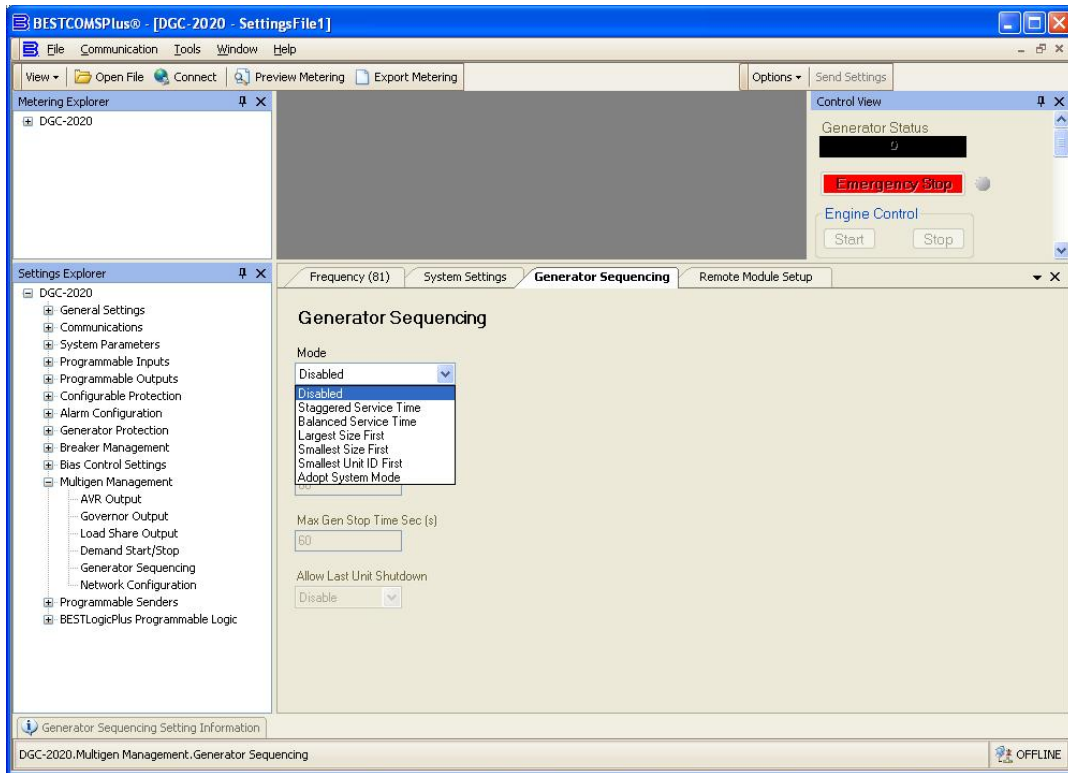 BESTCOMSPlus® - [DGC-2020 - SettingsFile1]
File Communication Tools Window Help
View Open File Connect Preview Metering Export Metering Options Send Settings
Metering Explorer
DGC-2020
Control View
Generator Status
0
Emergency Stop
Engine Control
Start Stop
Settings Explorer
DGC-2020
General Settings
Communications
System Parameters
Programmable Inputs
Programmable Outputs
Configurable Protection
Alarm Configuration
Generator Protection
Breaker Management
Bias Control Settings
Multigen Management
AVR Output
Governor Output
Load Share Output
Demand Start/Stop
Generator Sequencing
Network Configuration
Programmable Senders
BESTLogicPlus Programmable Logic
Frequency (81) System Settings Generator Sequencing Remote Module Setup
Generator Sequencing
Mode
Disabled
Disabled
Staggered Service Time
Balanced Service Time
Largest Size First
Smallest Size First
Smallest Unit ID First
Adopt System Mode
Max Gen Stop Time Sec (s)
60
Allow Last Unit Shutdown
Disable
Generator Sequencing Setting Information
DGC-2020.Multigen Management.Generator Sequencing
OFFLINE